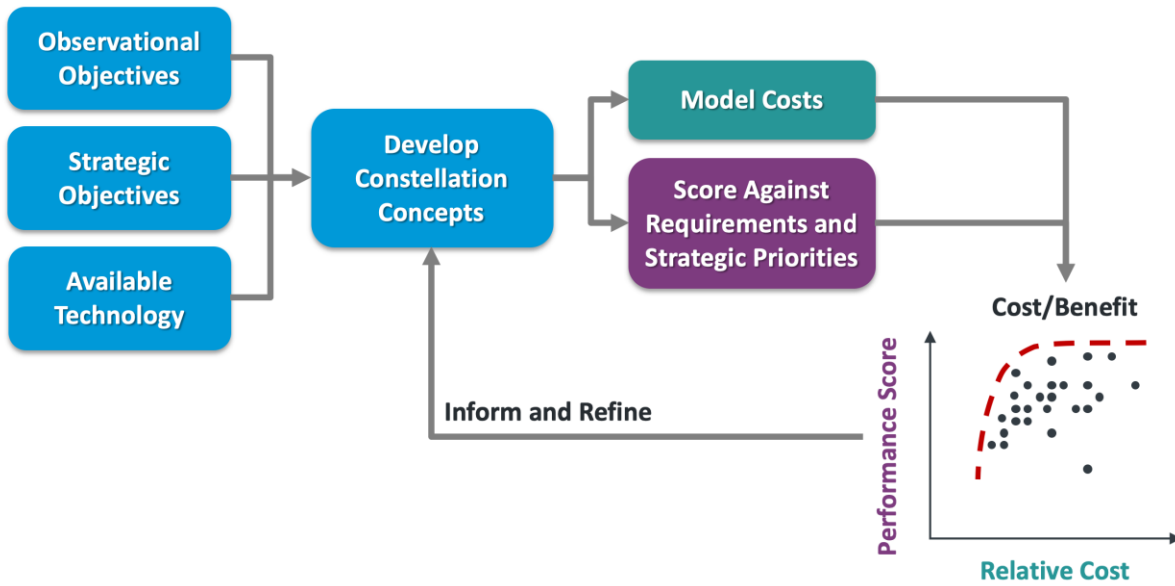 Observational
Objectives
Strategic
Objectives
Available
Technology
Develop
Constellation
Concepts
Model Costs
Score Against
Requirements and
Strategic Priorities
Cost/Benefit
Performance Score
Relative Cost
Inform and Refine